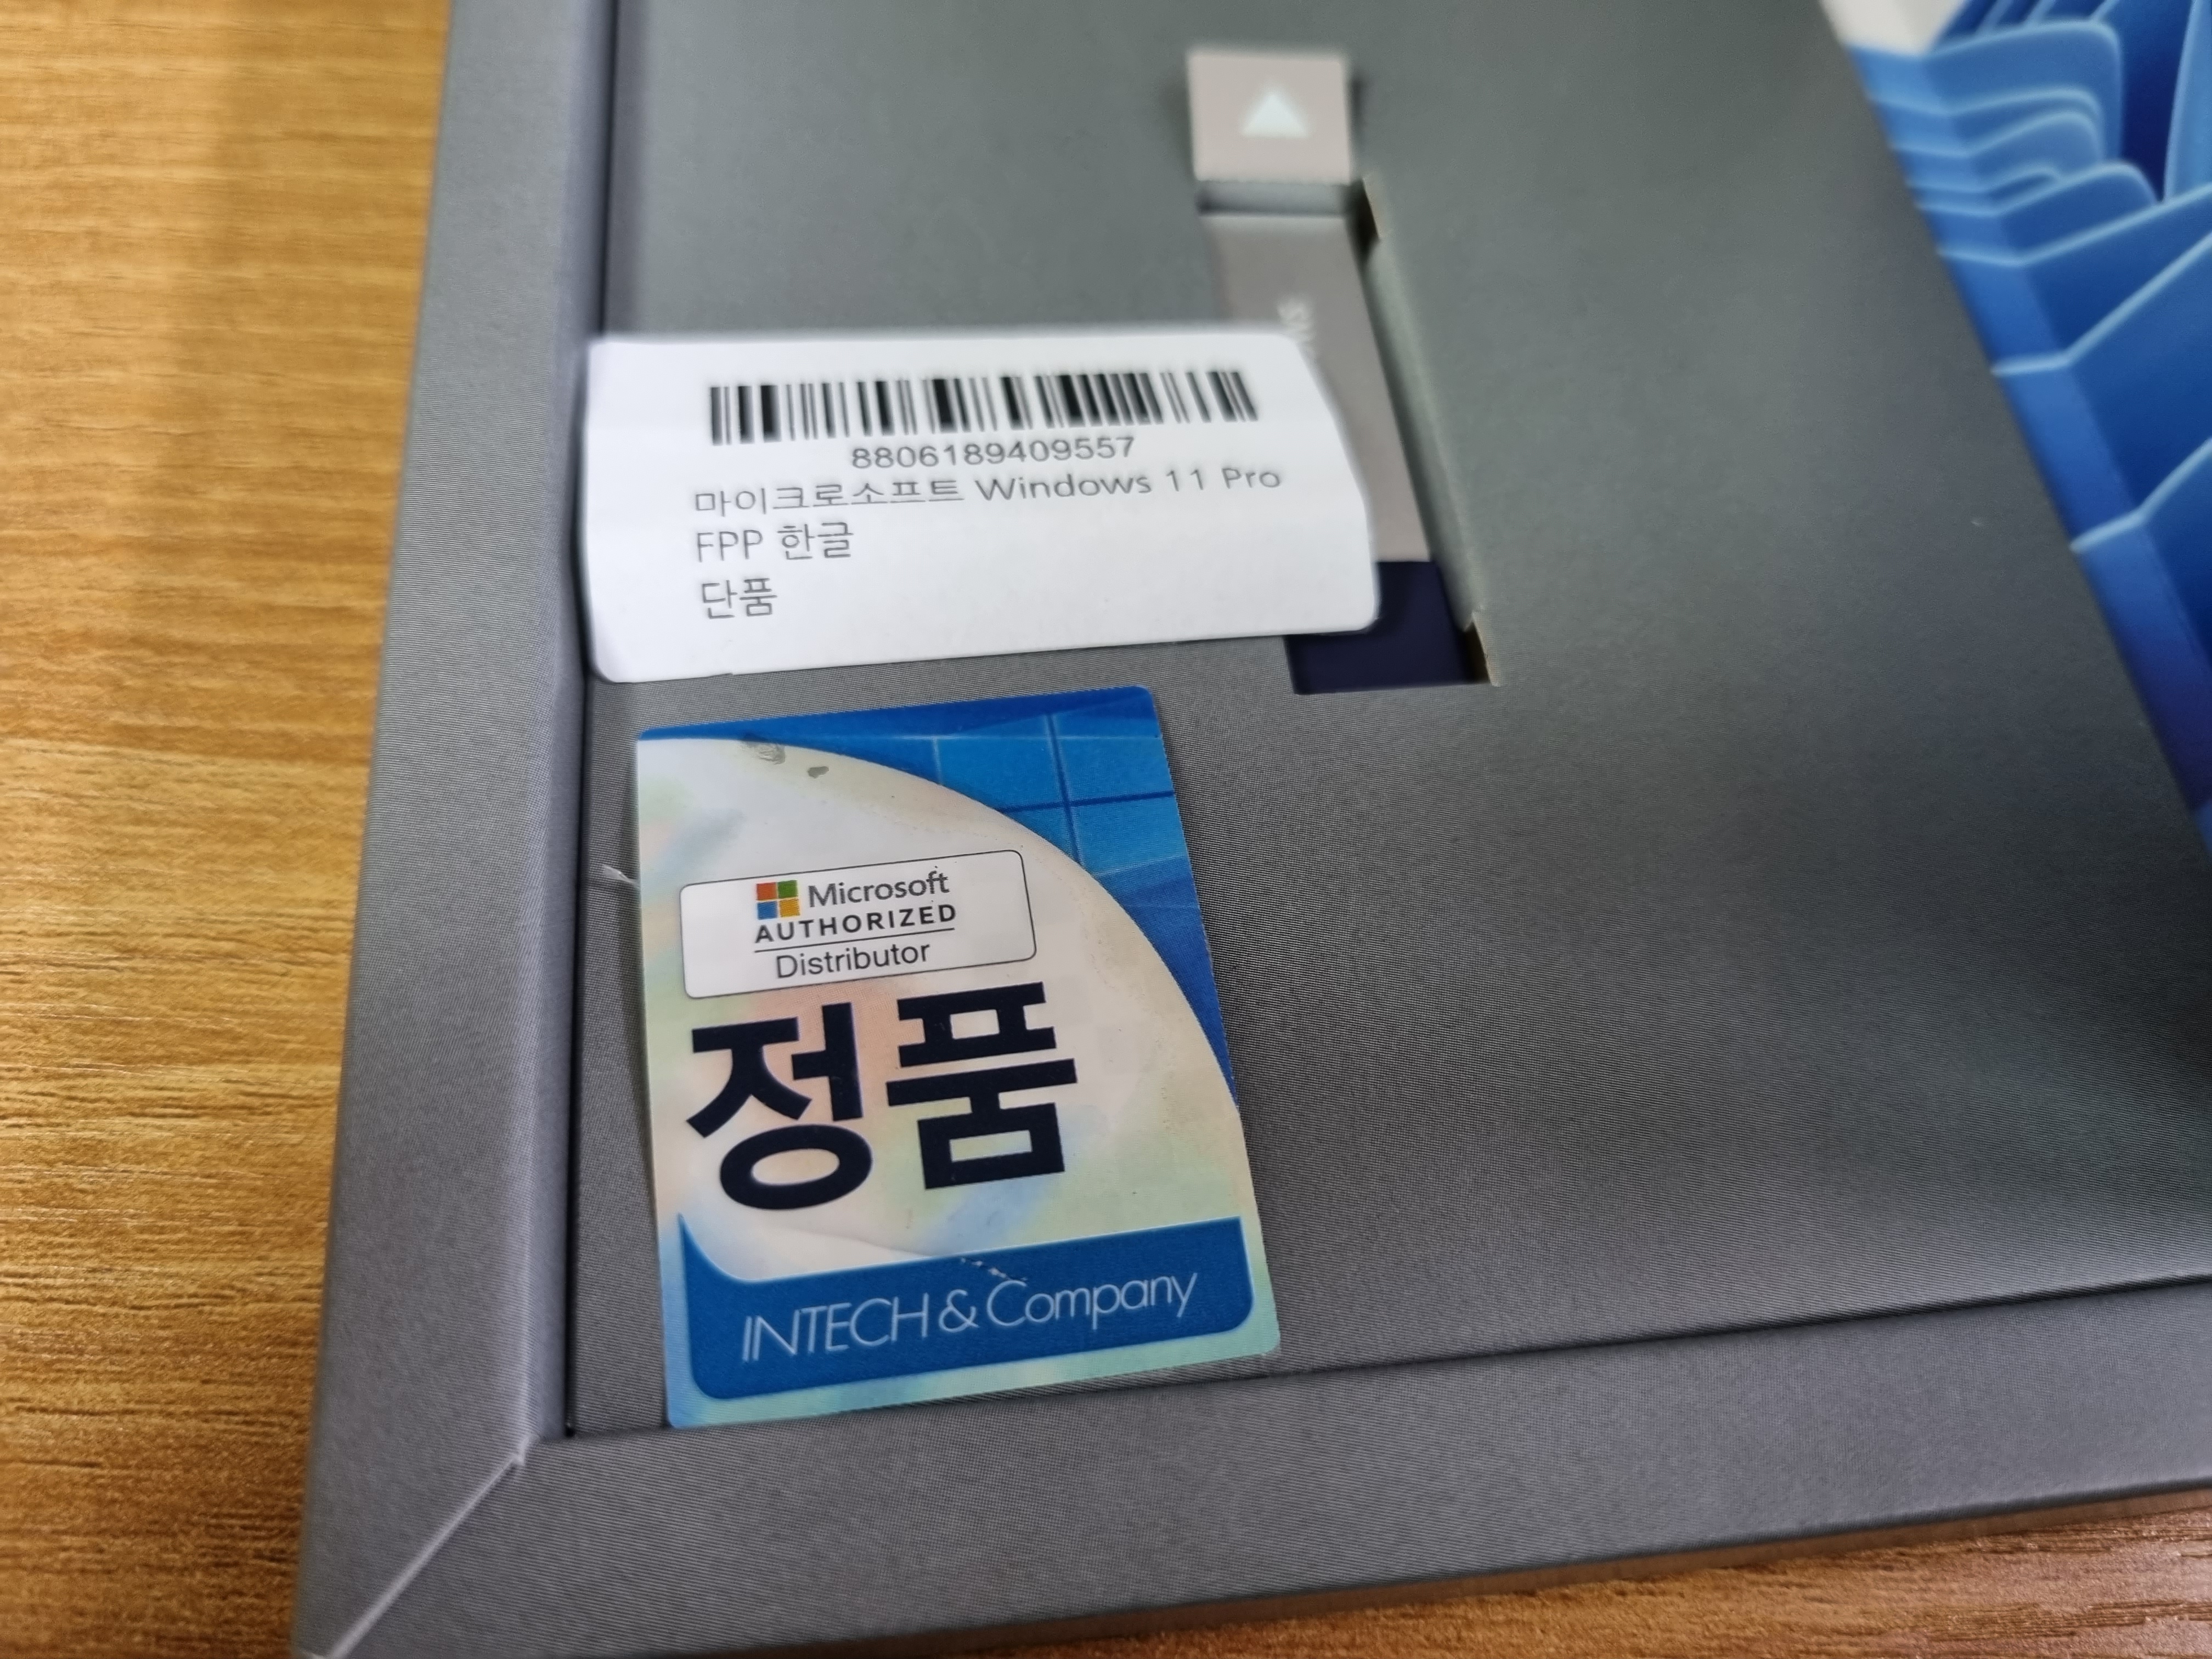 8806189409557
마이크로소프트 Windows 11 Pro
FPP 한글
단품
Microsoft
AUTHORIZED
Distributor
정품
INTECH & Company